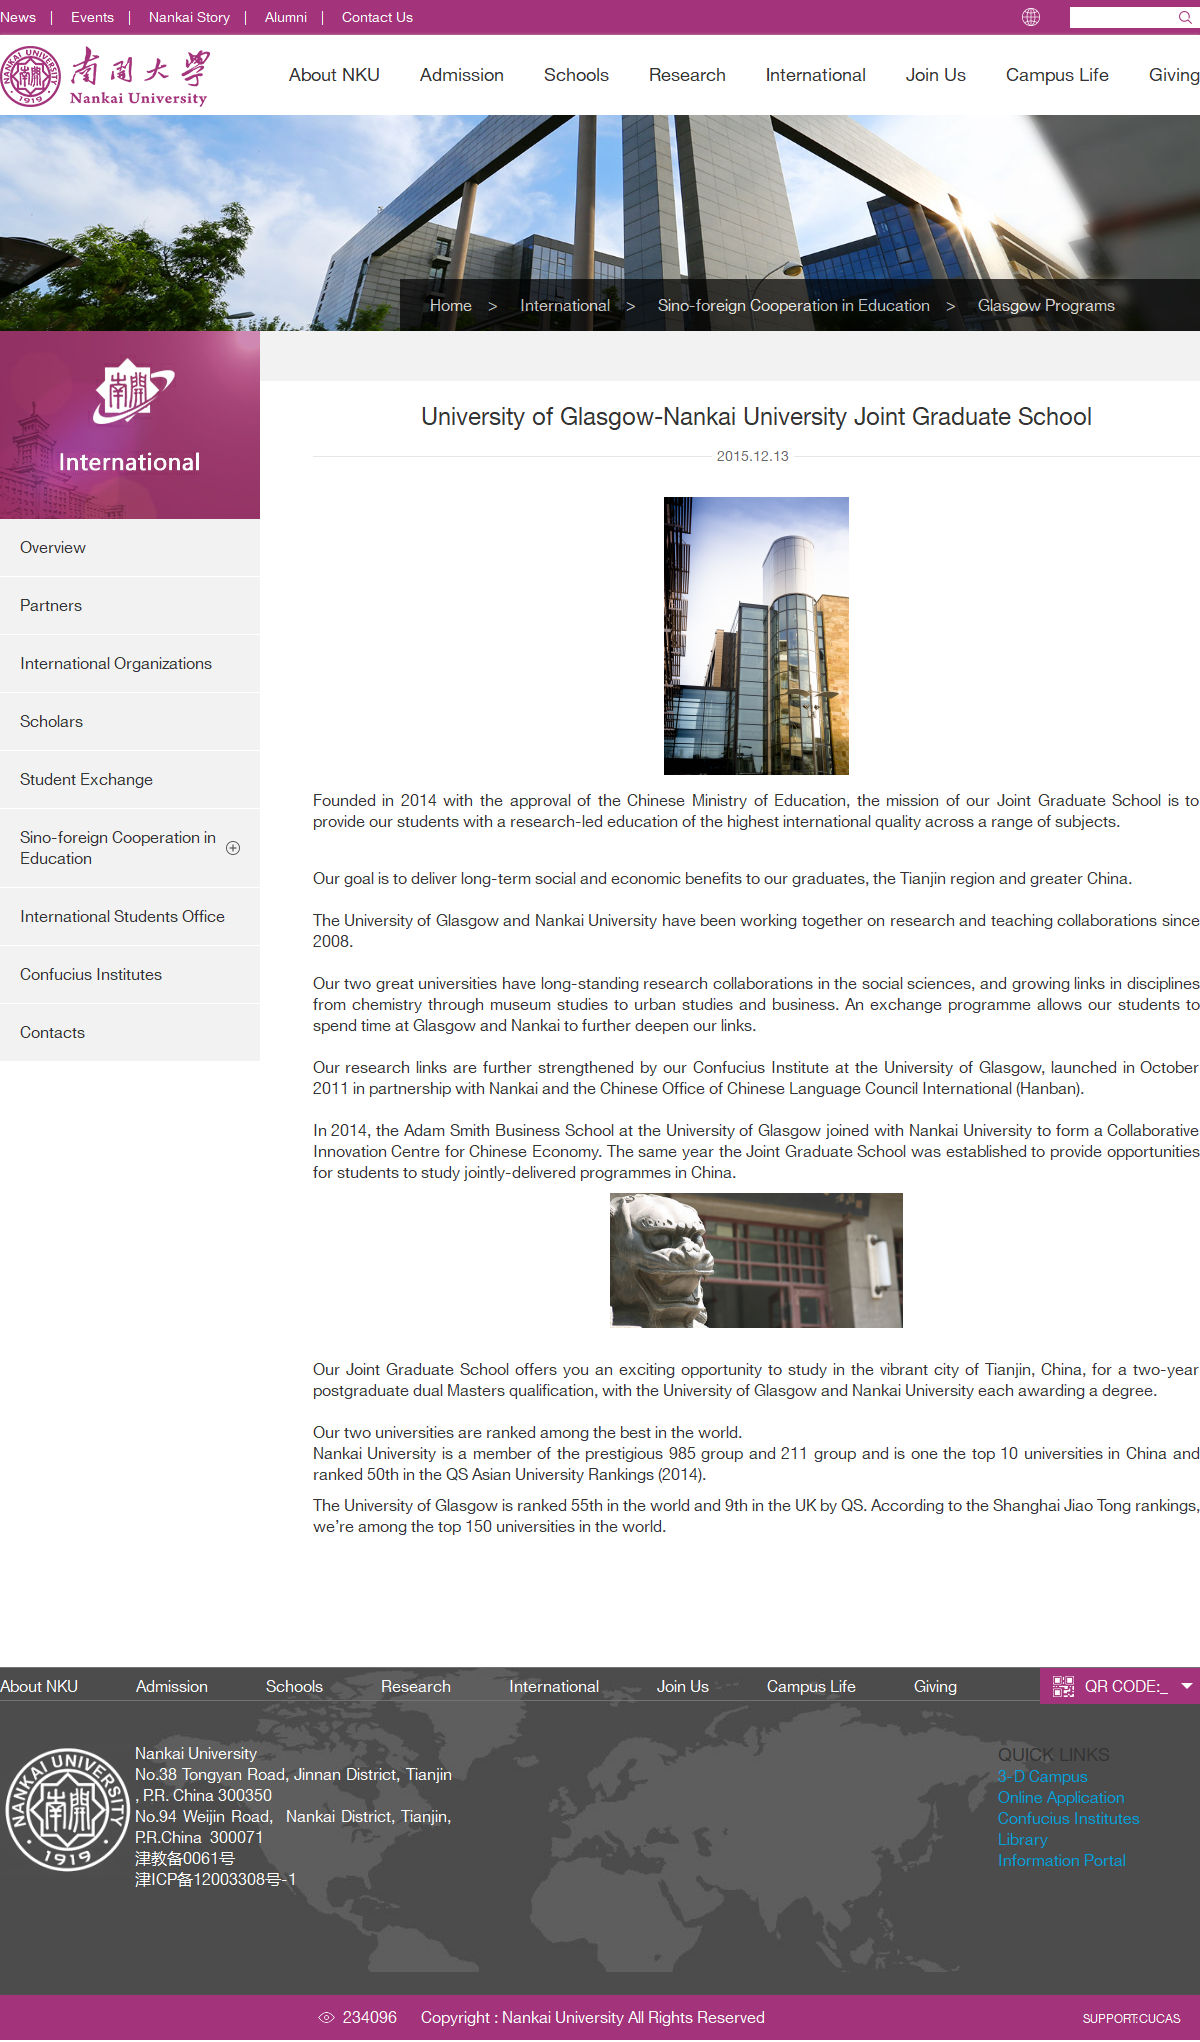 News | Events | Nankai Story | Alumni | Contact Us
南開大學
Nankai University
NANKAI UNIVERSITY
1919
About NKU Admission Schools Research International Join Us Campus Life Giving
Home > International > Sino-foreign Cooperation in Education > Glasgow Programs
南開
International
Overview
Partners
International Organizations
Scholars
Student Exchange
Sino-foreign Cooperation in
Education
International Students Office
Confucius Institutes
Contacts
University of Glasgow-Nankai University Joint Graduate School
2015.12.13
Founded in 2014 with the approval of the Chinese Ministry of Education, the mission of our Joint Graduate School is to
provide our students with a research-led education of the highest international quality across a range of subjects.
Our goal is to deliver long-term social and economic benefits to our graduates, the Tianjin region and greater China.
The University of Glasgow and Nankai University have been working together on research and teaching collaborations since
2008.
Our two great universities have long-standing research collaborations in the social sciences, and growing links in disciplines
from chemistry through museum studies to urban studies and business. An exchange programme allows our students to
spend time at Glasgow and Nankai to further deepen our links.
Our research links are further strengthened by our Confucius Institute at the University of Glasgow, launched in October
2011 in partnership with Nankai and the Chinese Office of Chinese Language Council International (Hanban).
In 2014, the Adam Smith Business School at the University of Glasgow joined with Nankai University to form a Collaborative
Innovation Centre for Chinese Economy. The same year the Joint Graduate School was established to provide opportunities
for students to study jointly-delivered programmes in China.
Our Joint Graduate School offers you an exciting opportunity to study in the vibrant city of Tianjin, China, for a two-year
postgraduate dual Masters qualification, with the University of Glasgow and Nankai University each awarding a degree.
Our two universities are ranked among the best in the world.
Nankai University is a member of the prestigious 985 group and 211 group and is one the top 10 universities in China and
ranked 50th in the QS Asian University Rankings (2014).
The University of Glasgow is ranked 55th in the world and 9th in the UK by QS. According to the Shanghai Jiao Tong rankings,
we’re among the top 150 universities in the world.
About NKU Admission Schools Research International Join Us Campus Life Giving
QR CODE:_
NANKAI UNIVERSITY
南開
1919
Nankai University
No.38 Tongyan Road, Jinnan District, Tianjin
, P.R. China 300350
No.94 Weijin Road, Nankai District, Tianjin,
P.R.China 300071
津教备0061号
津ICP备12003308号-1
QUICK LINKS
3-D Campus
Online Application
Confucius Institutes
Library
Information Portal
234096 Copyright : Nankai University All Rights Reserved
SUPPORT:CUCAS